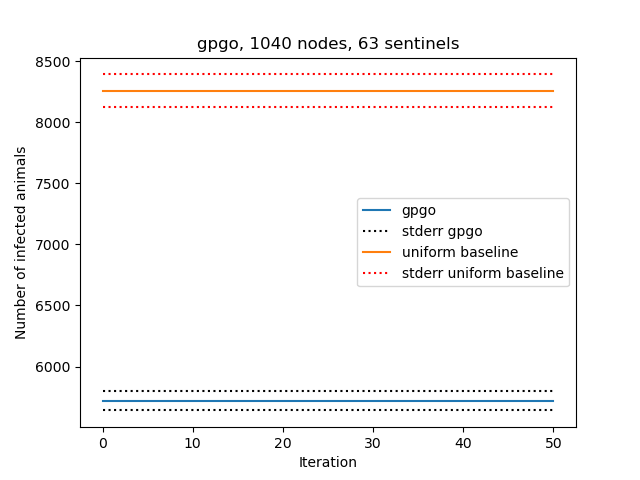 gpgo, 1040 nodes, 63 sentinels
Number of infected animals
8500
8000
7500
7000
6500
6000
gpgo
stderr gpgo
uniform baseline
stderr uniform baseline
0 10 20 30 40 50
Iteration